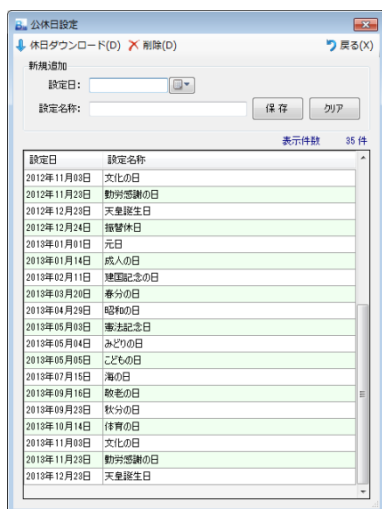 公休日設定
休日ダウンロード(D) 削除(D) 戻る(X)
新規追加
設定日:
設定名称: 保存 クリア
表示件数 35 件
設定日 設定名称
2012年11月03日 文化の日
2012年11月23日 勤労感謝の日
2012年12月23日 天皇誕生日
2012年12月24日 振替休日
2013年01月01日 元日
2013年01月14日 成人の日
2013年02月11日 建国記念の日
2013年03月20日 春分の日
2013年04月29日 昭和の日
2013年05月03日 憲法記念日
2013年05月04日 みどりの日
2013年05月05日 こどもの日
2013年07月15日 海の日
2013年09月16日 敬老の日
2013年09月23日 秋分の日
2013年10月14日 体育の日
2013年11月03日 文化の日
2013年11月23日 勤労感謝の日
2013年12月23日 天皇誕生日